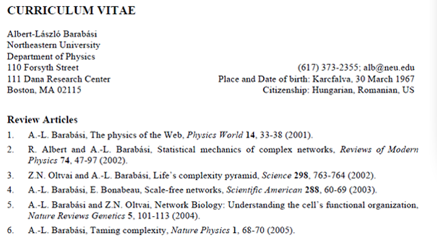 CURRICULUM VITAE
Albert-László Barabási
Northeastern University
Department of Physics
110 Forsyth Street (617) 373-2355; alb@neu.edu
111 Dana Research Center Place and Date of birth: Karcfalva, 30 March 1967
Boston, MA 02115 Citizenship: Hungarian, Romanian, US
Review Articles
1. A.-L. Barabási, The physics of the Web, Physics World 14, 33-38 (2001).
2. R. Albert and A.-L. Barabási, Statistical mechanics of complex networks, Reviews of Modern
Physics 74, 47-97 (2002).
3. Z.N. Oltvai and A.-L. Barabási, Life´s complexity pyramid, Science 298, 763-764 (2002).
4. A.-L. Barabási, E. Bonabeau, Scale-free networks, Scientific American 288, 60-69 (2003).
5. A.-L. Barabási and Z.N. Oltvai, Network Biology: Understanding the cell´s functional organization,
Nature Reviews Genetics 5, 101-113 (2004).
6. A.-L. Barabási, Taming complexity, Nature Physics 1, 68-70 (2005).